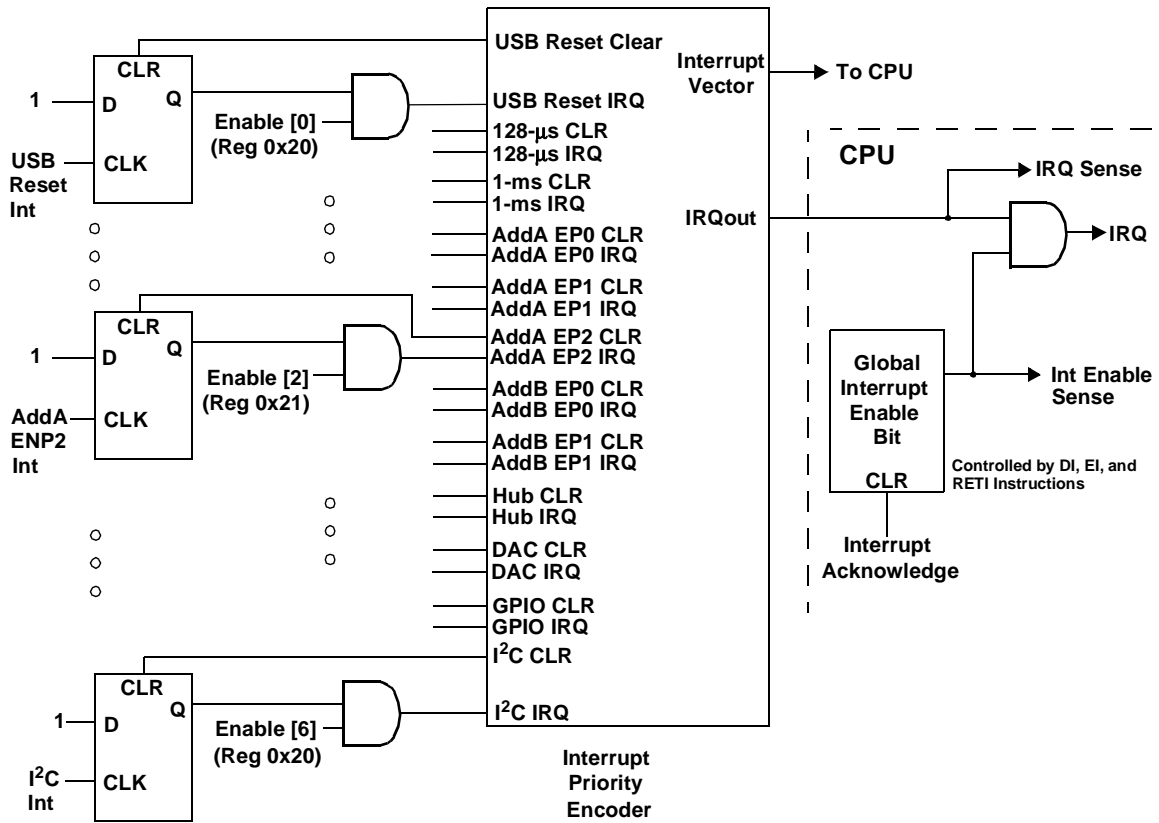 CLR
D
Q
CLK
1
USB
Reset
Int
Enable [0]
(Reg 0x20)
USB Reset Clear
USB Reset IRQ
128-μs CLR
128-μs IRQ
1-ms CLR
1-ms IRQ
AddA EP0 CLR
AddA EP0 IRQ
AddA EP1 CLR
AddA EP1 IRQ
AddA EP2 CLR
AddA EP2 IRQ
AddB EP0 CLR
AddB EP0 IRQ
AddB EP1 CLR
AddB EP1 IRQ
Hub CLR
Hub IRQ
DAC CLR
DAC IRQ
GPIO CLR
GPIO IRQ
I²C CLR
I²C IRQ
Interrupt
Vector
To CPU
IRQout
CPU
IRQ Sense
IRQ
Global
Interrupt
Enable
Bit
CLR
Int Enable
Sense
Controlled by DI, EI, and
RETI Instructions
Interrupt
Acknowledge
CLR
D
Q
CLK
1
AddA
ENP2
Int
Enable [2]
(Reg 0x21)
CLR
D
Q
CLK
1
I²C
Int
Enable [6]
(Reg 0x20)
Interrupt
Priority
Encoder